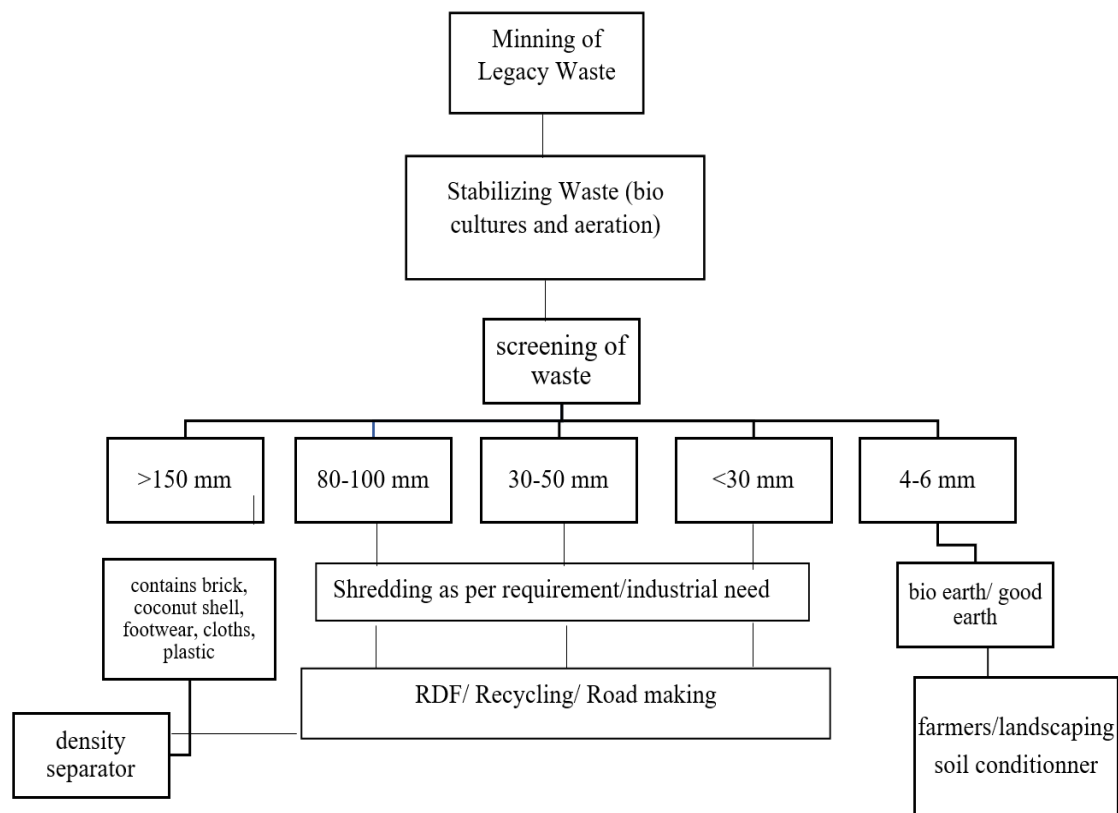 Minning of
Legacy Waste
Stabilizing Waste (bio
cultures and aeration)
screening of
waste
>150 mm
80-100 mm
30-50 mm
<30 mm
4-6 mm
contains brick,
coconut shell,
footwear, cloths,
plastic
Shredding as per requirement/industrial need
bio earth/ good
earth
RDF/ Recycling/ Road making
density
separator
farmers/landscaping
soil conditionner